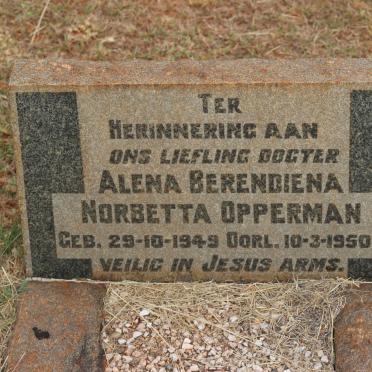 TER
HERINNERING AAN
ONS LIEFLING DOGTER
ALENA BERENDIENA
NORBETTA OPPERMAN
GEB. 29-10-1949 OORL. 10-3-1950
VEILIG IN JESUS ARMS.